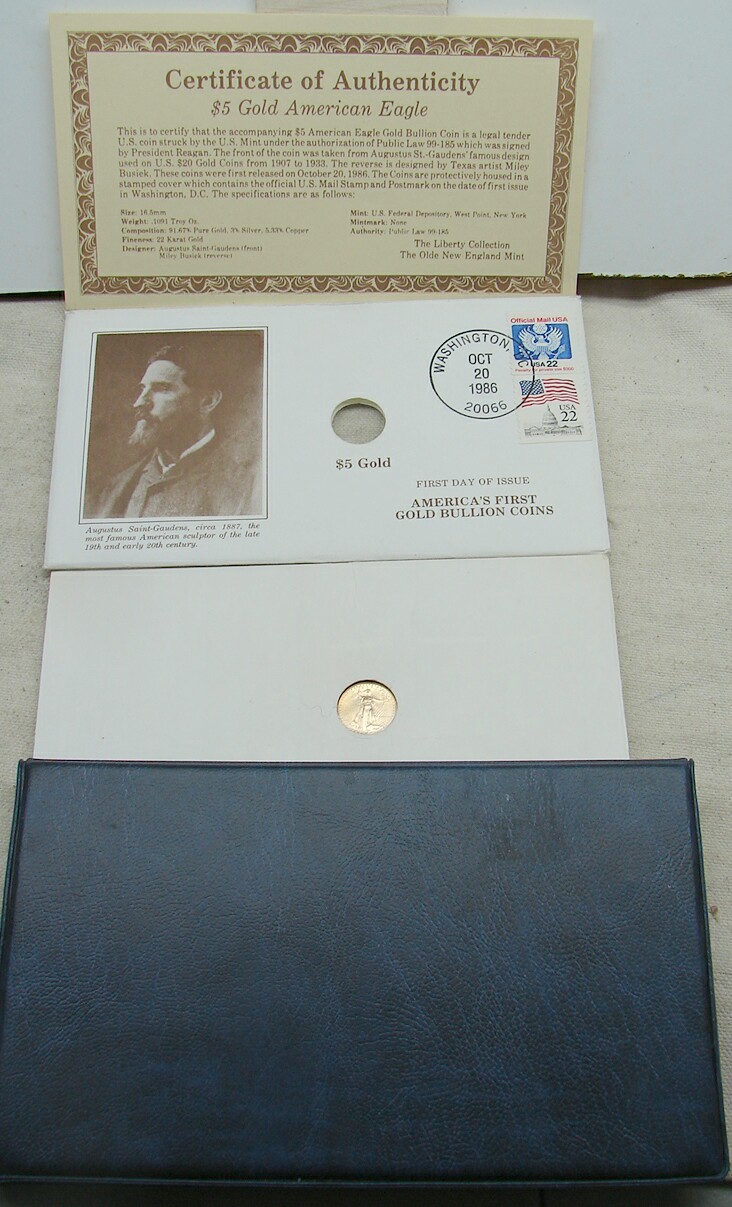 Certificate of Authenticity
$5 Gold American Eagle
This is to certify that the accompanying $5 American Eagle Gold Bullion Coin is a legal tender
U.S. coin struck by the U.S. Mint under the authorization of Public Law 99-185 which was signed
by President Reagan. The front of the coin was taken from Augustus St.-Gaudens' famous design
used on U.S. $20 Gold Coins from 1907 to 1933. The reverse is designed by Texas artist Miley
Busiek. These coins were first released on October 20, 1986. The Coins are protectively housed in a
stamped cover which contains the official U.S. Mail Stamp and Postmark on the date of first issue
in Washington, D.C. The specifications are as follows:
Size: 16.5mm
Weight: .1091 Troy Oz.
Composition: 91.67% Pure Gold, 3% Silver, 5.33% Copper
Fineness: 22 Karat Gold
Designer: Augustus Saint-Gaudens (front)
Miley Busiek (reverse)
Mint: U.S. Federal Depository, West Point, New York
Mintmark: None
Authority: Public Law 99-185
The Liberty Collection
The Olde New England Mint
Official Mail USA
USA 22
Penalty for private use $300
WASHINGTON,
OCT
20
1986
20066
USA
22
$5 Gold
FIRST DAY OF ISSUE
AMERICA'S FIRST
GOLD BULLION COINS
Augustus Saint-Gaudens, circa 1887, the
most famous American sculptor of the late
19th and early 20th century.